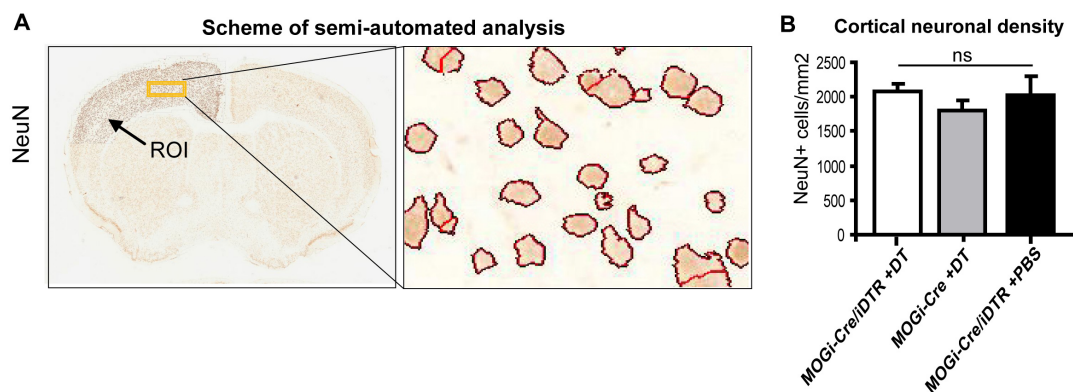 A
Scheme of semi-automated analysis
NeuN
ROI
B
Cortical neuronal density
ns
NeuN+ cells/mm2
2500
2000
1500
1000
500
0
MOGi-Cre/iDTR +DT
MOGi-Cre +DT
MOGi-Cre/iDTR +PBS